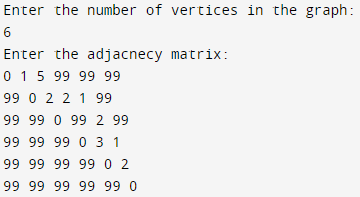 Enter the number of vertices in the graph:
6
Enter the adjacnecy matrix:
0 1 5 99 99 99
99 0 2 2 1 99
99 99 0 99 2 99
99 99 99 0 3 1
99 99 99 99 0 2
99 99 99 99 99 0